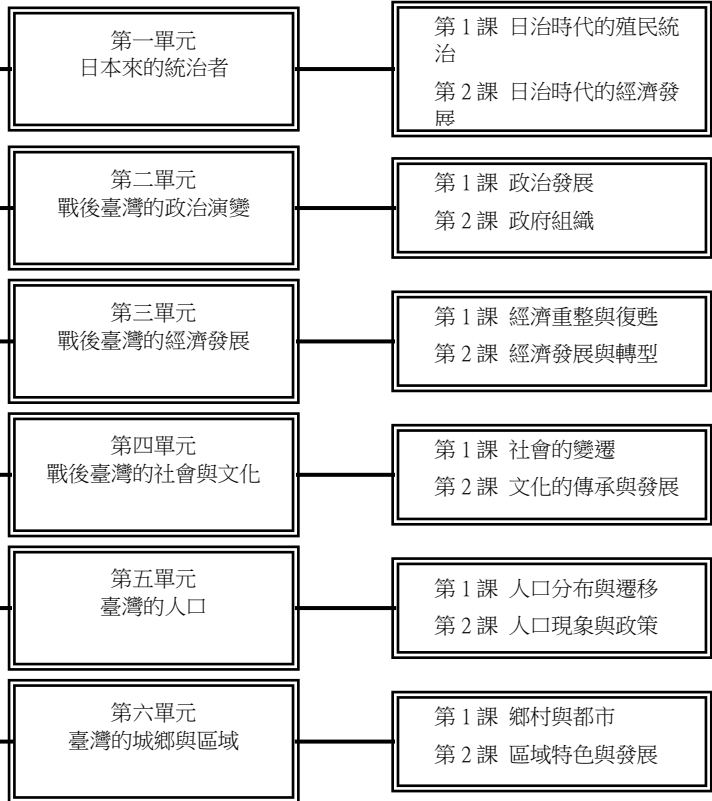 第一單元
日本來的統治者
第 1 課 日治時代的殖民統
治
第 2 課 日治時代的經濟發
展
第二單元
戰後臺灣的政治演變
第 1 課 政治發展
第 2 課 政府組織
第三單元
戰後臺灣的經濟發展
第 1 課 經濟重整與復甦
第 2 課 經濟發展與轉型
第四單元
戰後臺灣的社會與文化
第 1 課 社會的變遷
第 2 課 文化的傳承與發展
第五單元
臺灣的人口
第 1 課 人口分布與遷移
第 2 課 人口現象與政策
第六單元
臺灣的城鄉與區域
第 1 課 鄉村與都市
第 2 課 區域特色與發展